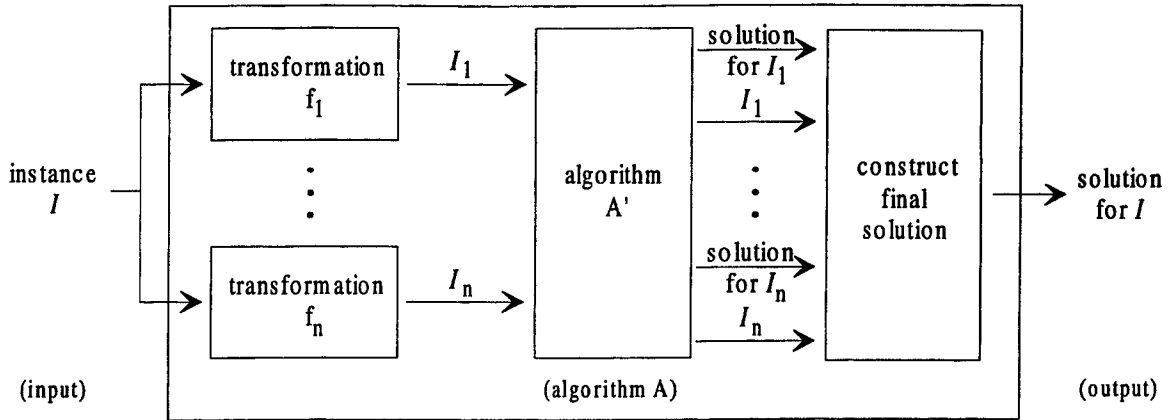 instance
I
transformation
f1
I1
transformation
fn
In
algorithm
A'
solution
for I1
I1
solution
for In
In
construct
final
solution
solution
for I
(input)
(algorithm A)
(output)